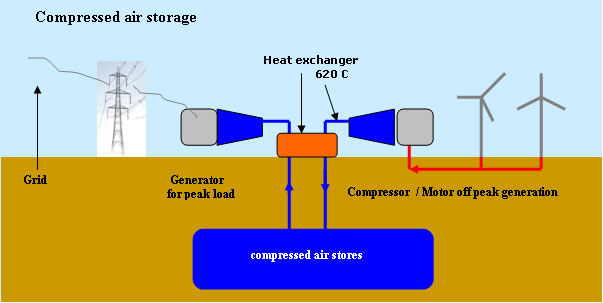 Compressed air storage
Heat exchanger
620 C
Grid
Generator
for peak load
Compressor / Motor off peak generation
compressed air stores